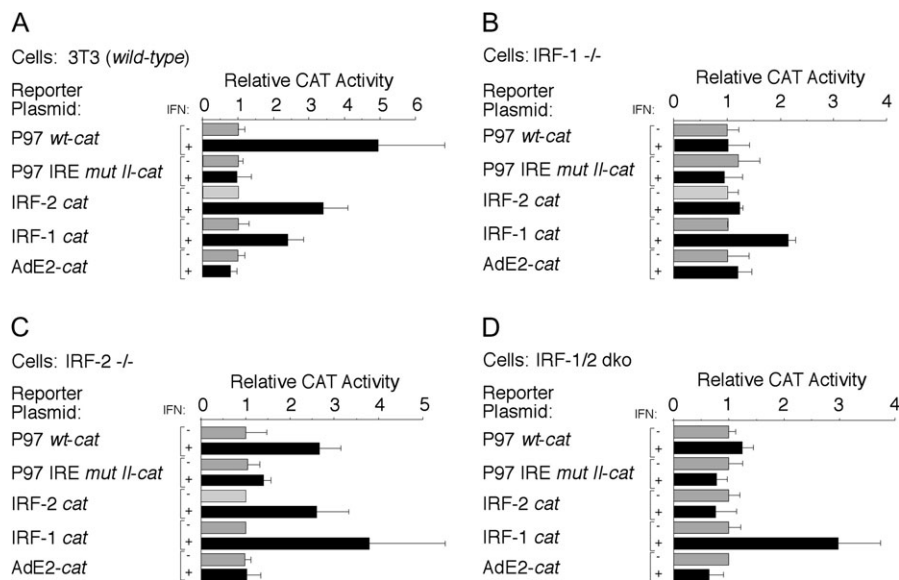 A
Cells: 3T3 (wild-type)
Relative CAT Activity
Reporter
Plasmid:
IFN:
0 1 2 3 4 5 6
P97 wt-cat
-
+
P97 IRE mut II-cat
-
+
IRF-2 cat
-
+
IRF-1 cat
-
+
AdE2-cat
-
+
B
Cells: IRF-1 -/-
Relative CAT Activity
Reporter
Plasmid:
IFN:
0 1 2 3 4
P97 wt-cat
-
+
P97 IRE mut II-cat
-
+
IRF-2 cat
-
+
IRF-1 cat
-
+
AdE2-cat
-
+
C
Cells: IRF-2 -/-
Relative CAT Activity
Reporter
Plasmid:
IFN:
0 1 2 3 4 5
P97 wt-cat
-
+
P97 IRE mut II-cat
-
+
IRF-2 cat
-
+
IRF-1 cat
-
+
AdE2-cat
-
+
D
Cells: IRF-1/2 dko
Relative CAT Activity
Reporter
Plasmid:
IFN:
0 1 2 3 4
P97 wt-cat
-
+
P97 IRE mut II-cat
-
+
IRF-2 cat
-
+
IRF-1 cat
-
+
AdE2-cat
-
+